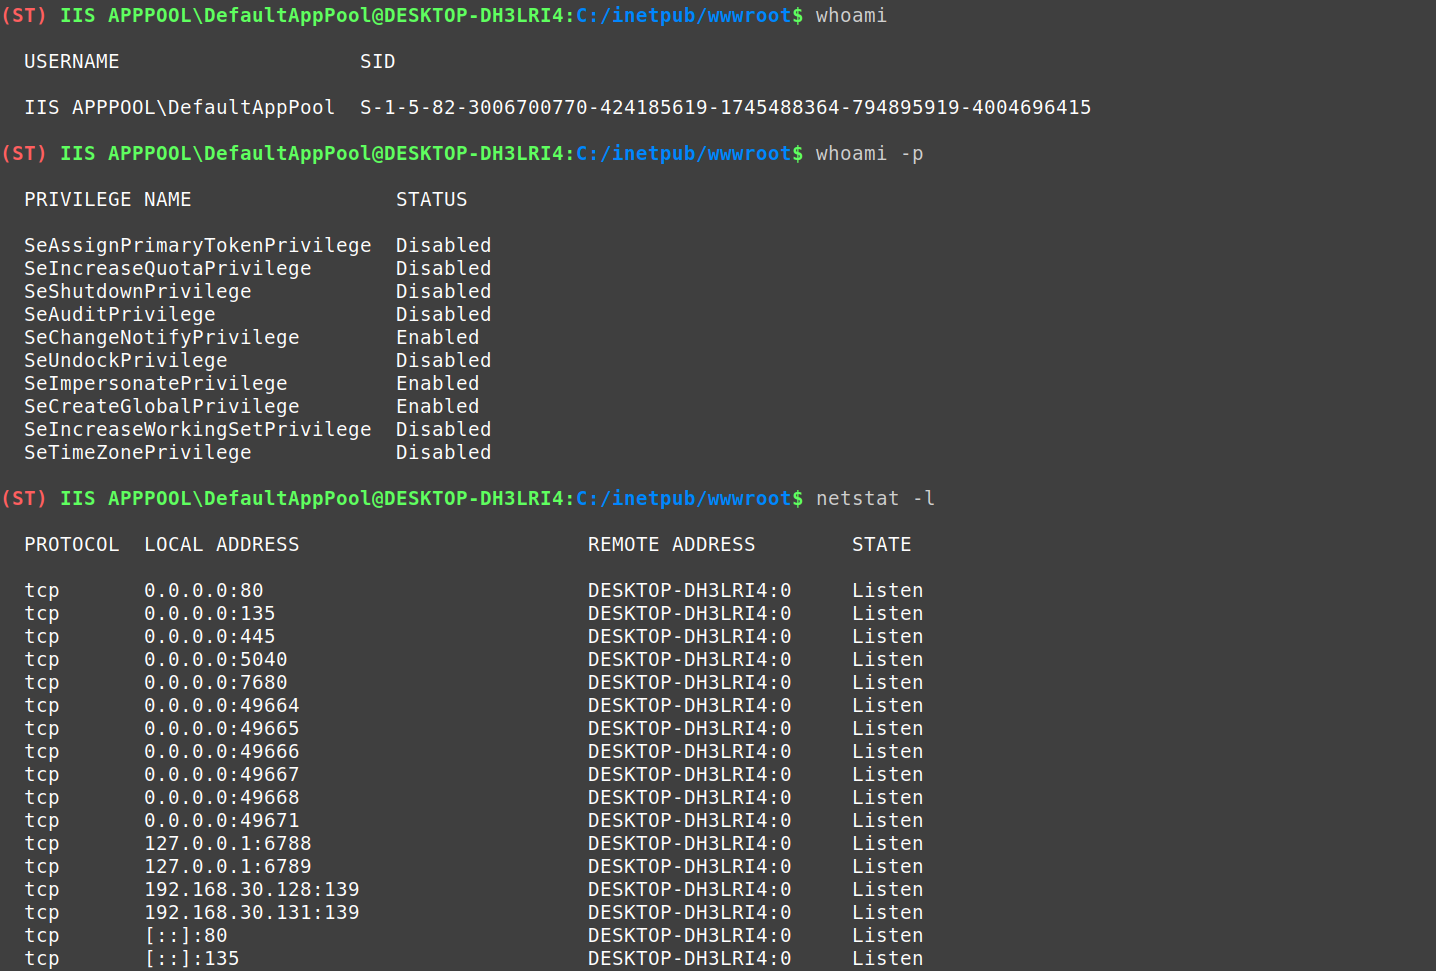 (ST) IIS APPPOOL\DefaultAppPool@DESKTOP-DH3LRI4:C:/inetpub/wwwroot$ whoami
USERNAME SID
IIS APPPOOL\DefaultAppPool S-1-5-82-3006700770-424185619-1745488364-794895919-4004696415
(ST) IIS APPPOOL\DefaultAppPool@DESKTOP-DH3LRI4:C:/inetpub/wwwroot$ whoami -p
PRIVILEGE NAME STATUS
SeAssignPrimaryTokenPrivilege Disabled
SeIncreaseQuotaPrivilege Disabled
SeShutdownPrivilege Disabled
SeAuditPrivilege Disabled
SeChangeNotifyPrivilege Enabled
SeUndockPrivilege Disabled
SeImpersonatePrivilege Enabled
SeCreateGlobalPrivilege Enabled
SeIncreaseWorkingSetPrivilege Disabled
SeTimeZonePrivilege Disabled
(ST) IIS APPPOOL\DefaultAppPool@DESKTOP-DH3LRI4:C:/inetpub/wwwroot$ netstat -l
PROTOCOL LOCAL ADDRESS REMOTE ADDRESS STATE
tcp 0.0.0.0:80 DESKTOP-DH3LRI4:0 Listen
tcp 0.0.0.0:135 DESKTOP-DH3LRI4:0 Listen
tcp 0.0.0.0:445 DESKTOP-DH3LRI4:0 Listen
tcp 0.0.0.0:5040 DESKTOP-DH3LRI4:0 Listen
tcp 0.0.0.0:7680 DESKTOP-DH3LRI4:0 Listen
tcp 0.0.0.0:49664 DESKTOP-DH3LRI4:0 Listen
tcp 0.0.0.0:49665 DESKTOP-DH3LRI4:0 Listen
tcp 0.0.0.0:49666 DESKTOP-DH3LRI4:0 Listen
tcp 0.0.0.0:49667 DESKTOP-DH3LRI4:0 Listen
tcp 0.0.0.0:49668 DESKTOP-DH3LRI4:0 Listen
tcp 0.0.0.0:49671 DESKTOP-DH3LRI4:0 Listen
tcp 127.0.0.1:6788 DESKTOP-DH3LRI4:0 Listen
tcp 127.0.0.1:6789 DESKTOP-DH3LRI4:0 Listen
tcp 192.168.30.128:139 DESKTOP-DH3LRI4:0 Listen
tcp 192.168.30.131:139 DESKTOP-DH3LRI4:0 Listen
tcp [::]:80 DESKTOP-DH3LRI4:0 Listen
tcp [::]:135 DESKTOP-DH3LRI4:0 Listen